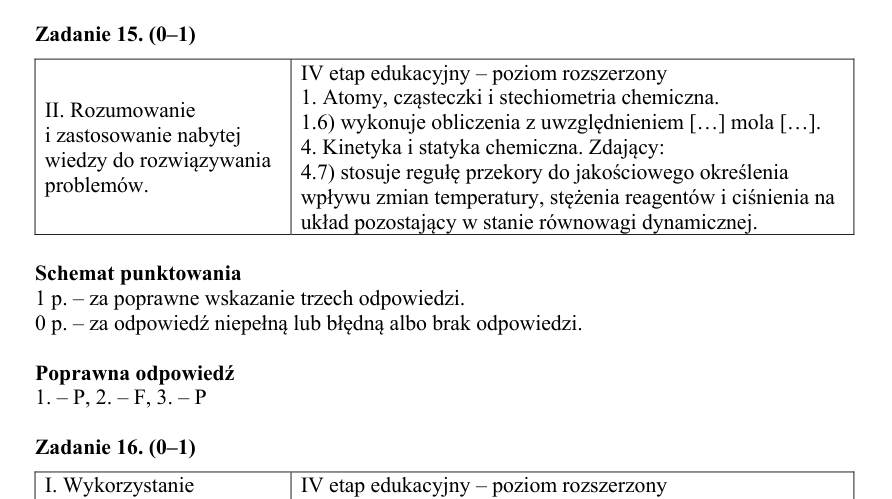 Zadanie 15. (0–1)
II. Rozumowanie
i zastosowanie nabytej
wiedzy do rozwiązywania
problemów.
IV etap edukacyjny – poziom rozszerzony
1. Atomy, cząsteczki i stechiometria chemiczna.
1.6) wykonuje obliczenia z uwzględnieniem […] mola […].
4. Kinetyka i statyka chemiczna. Zdający:
4.7) stosuje regułę przekory do jakościowego określenia
wpływu zmian temperatury, stężenia reagentów i ciśnienia na
układ pozostający w stanie równowagi dynamicznej.
Schemat punktowania
1 p. – za poprawne wskazanie trzech odpowiedzi.
0 p. – za odpowiedź niepełną lub błędną albo brak odpowiedzi.
Poprawna odpowiedź
1. – P, 2. – F, 3. – P
Zadanie 16. (0–1)
I. Wykorzystanie
IV etap edukacyjny – poziom rozszerzony